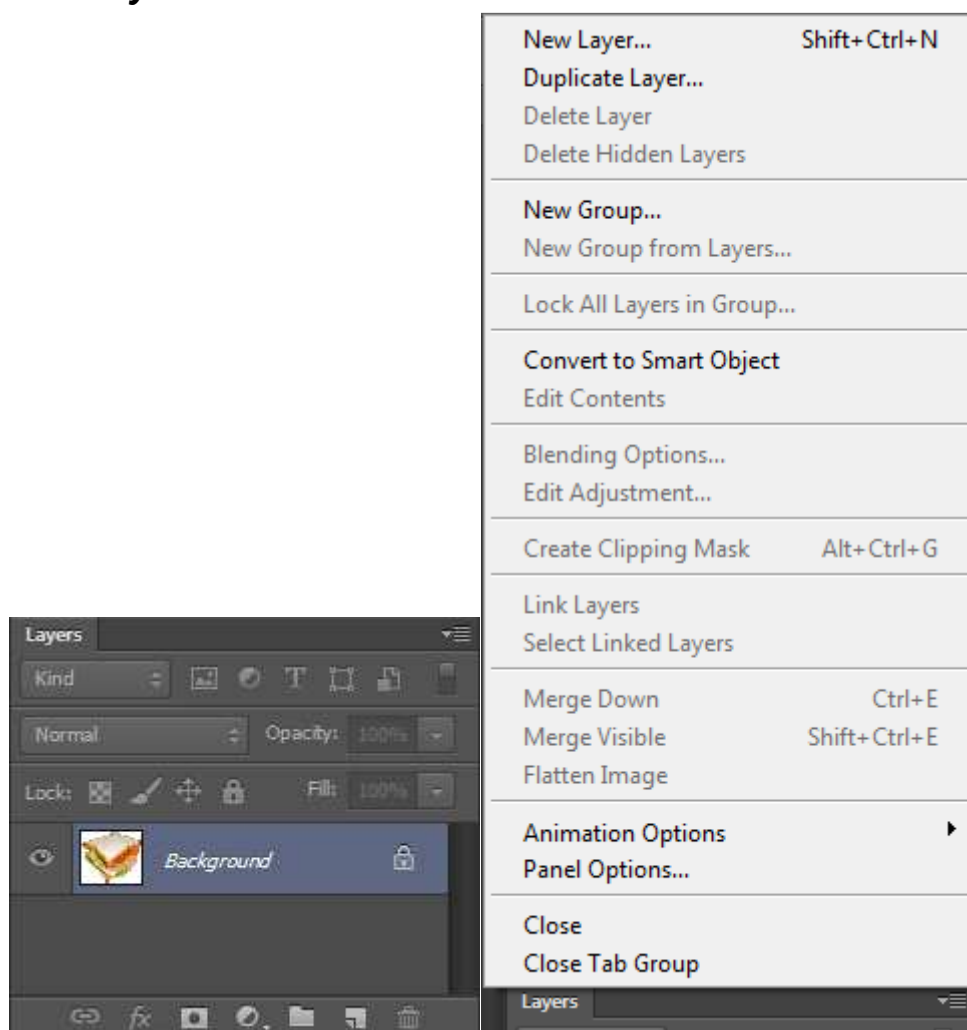 New Layer... Shift+Ctrl+N
Duplicate Layer...
Delete Layer
Delete Hidden Layers
New Group...
New Group from Layers...
Lock All Layers in Group...
Convert to Smart Object
Edit Contents
Blending Options...
Edit Adjustment...
Create Clipping Mask Alt+Ctrl+G
Link Layers
Select Linked Layers
Merge Down Ctrl+E
Merge Visible Shift+Ctrl+E
Flatten Image
Animation Options
Panel Options...
Close
Close Tab Group
Layers
Layers
Kind
Normal Opacity: 100%
Lock: Fill: 100%
Background
fx